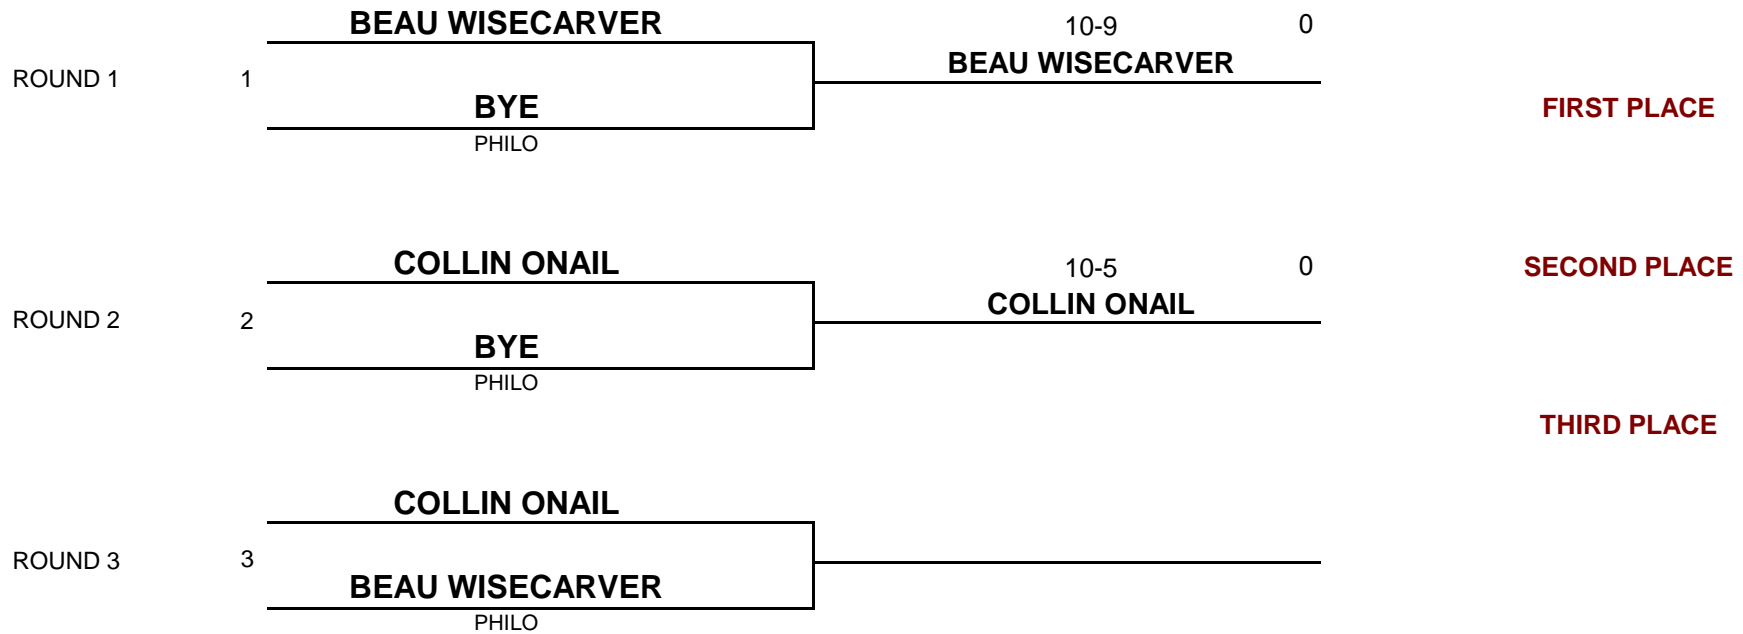 BEAU WISECARVER
10-9 0
BEAU WISECARVER
ROUND 1 1
BYE
FIRST PLACE
PHILO
COLLIN ONAIL
10-5 0
SECOND PLACE
COLLIN ONAIL
ROUND 2 2
BYE
PHILO
THIRD PLACE
COLLIN ONAIL
ROUND 3 3
BEAU WISECARVER
PHILO